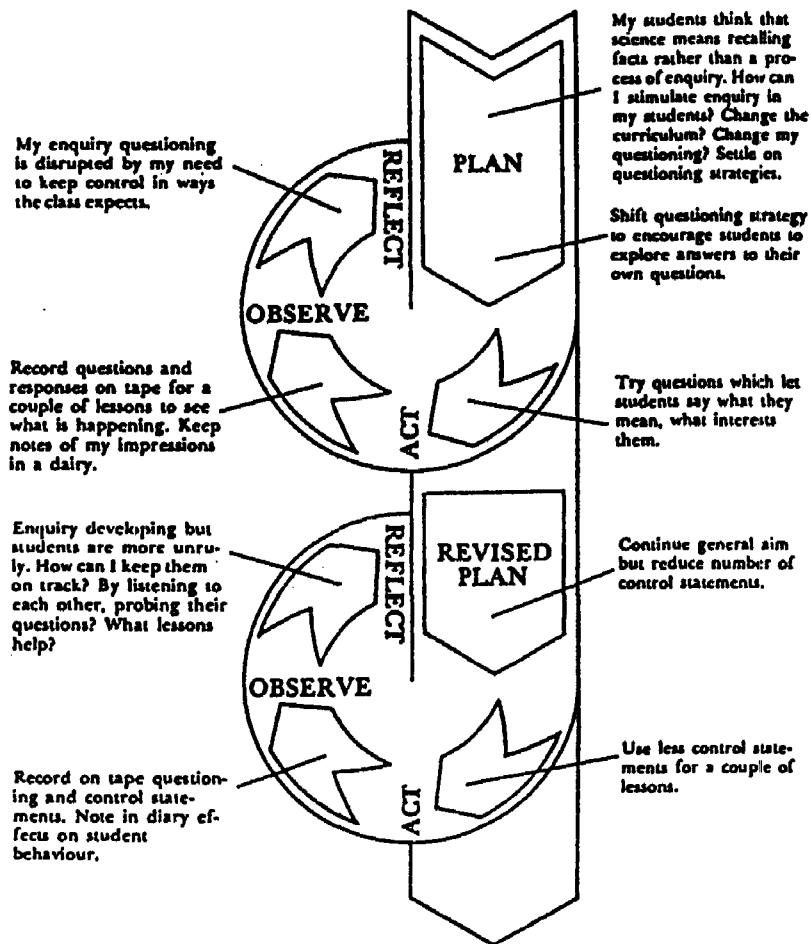 My students think that
science means recalling
facts rather than a pro-
cess of enquiry. How can
I stimulate enquiry in
my students? Change the
curriculum? Change my
questioning? Settle on
questioning strategies.
PLAN
Shift questioning strategy
to encourage students to
explore answers to their
own questions.
My enquiry questioning
is disrupted by my need
to keep control in ways
the class expects.
REFLECT
OBSERVE
Record questions and
responses on tape for a
couple of lessons to see
what is happening. Keep
notes of my impressions
in a dairy.
ACT
Try questions which let
students say what they
mean, what interests
them.
Enquiry developing but
students are more unru-
ly. How can I keep them
on track? By listening to
each other, probing their
questions? What lessons
help?
REFLECT
REVISED
PLAN
Continue general aim
but reduce number of
control statements.
OBSERVE
Record on tape question-
ing and control state-
ments. Note in diary ef-
fects on student
behaviour.
ACT
Use less control state-
ments for a couple of
lessons.